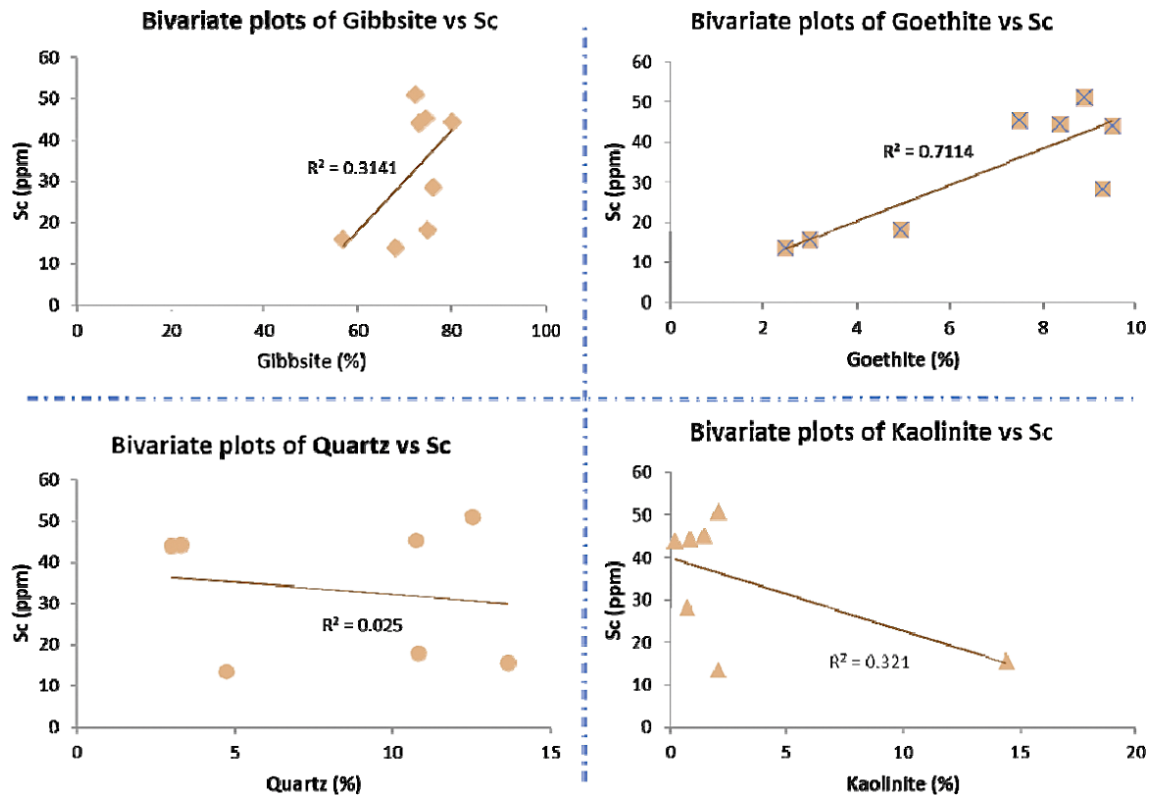 Bivariate plots of Gibbsite vs Sc
60
50
40
30
20
10
0
Sc (ppm)
R² = 0.3141
0 20 40 60 80 100
Gibbsite (%)
Bivariate plots of Goethite vs Sc
60
50
40
30
20
10
0
Sc (ppm)
R² = 0.7114
0 2 4 6 8 10
Goethite (%)
Bivariate plots of Quartz vs Sc
60
50
40
30
20
10
0
Sc (ppm)
R² = 0.025
0 5 10 15
Quartz (%)
Bivariate plots of Kaolinite vs Sc
60
50
40
30
20
10
0
Sc (ppm)
R² = 0.321
0 5 10 15 20
Kaolinite (%)